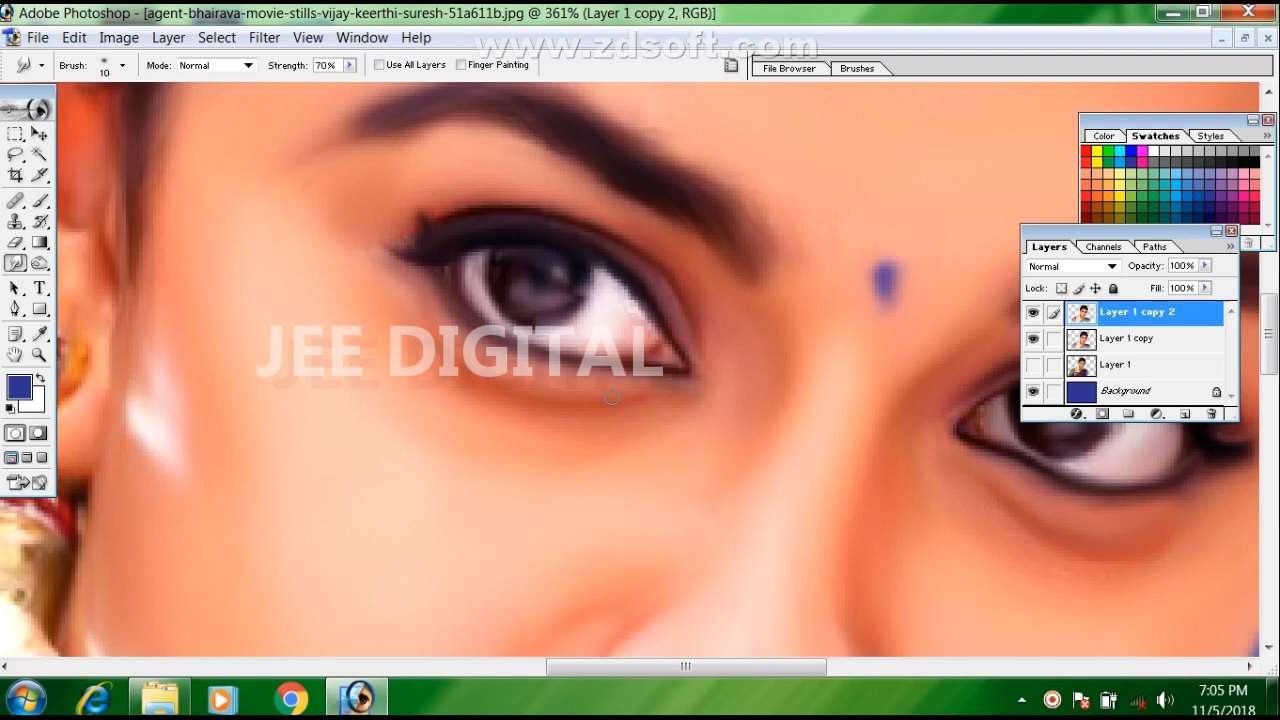 Adobe Photoshop - [agent-bhairava-movie-stills-vijay-keerthi-suresh-51a611b.jpg @ 361% (Layer 1 copy 2, RGB)]
File Edit Image Layer Select Filter View Window Help
www.zdsoft.com
Brush: 10 Mode: Normal Strength: 70% Use All Layers Finger Painting File Browser Brushes
Color Swatches Styles
Layers Channels Paths
Normal Opacity: 100%
Lock: Fill: 100%
Layer 1 copy 2
Layer 1 copy
Layer 1
Background
JEE DIGITAL
7:05 PM
11/5/2018